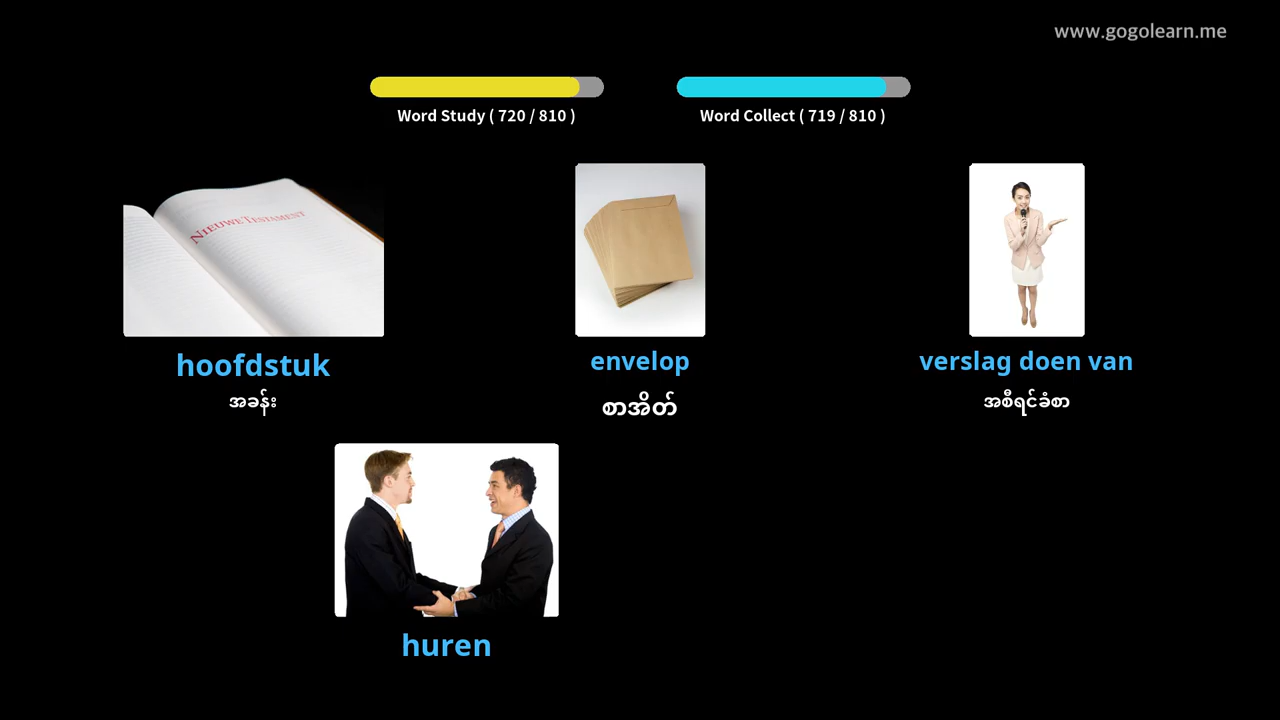 www.gogolearn.me
Word Study ( 720 / 810 )
Word Collect ( 719 / 810 )
NIEUWE TESTAMENT
hoofdstuk
envelop
verslag doen van
အခန်း
စာအိတ်
အစီရင်ခံစာ
huren